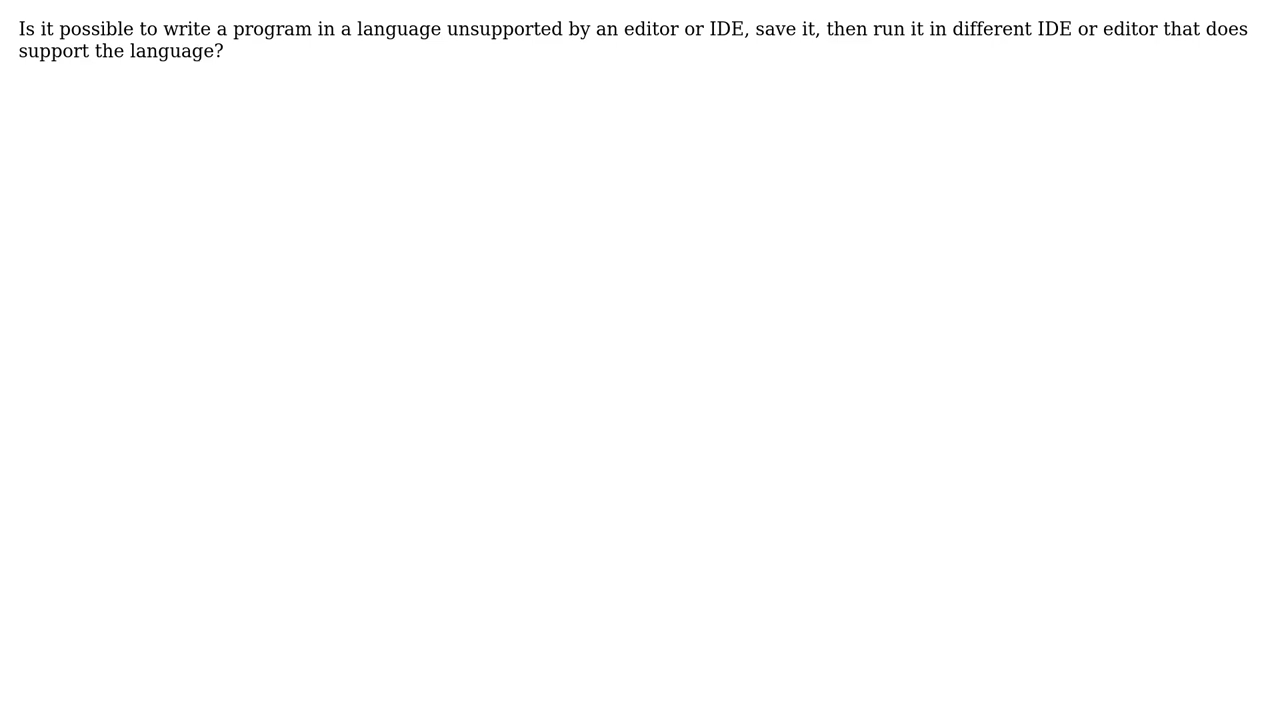 Is it possible to write a program in a language unsupported by an editor or IDE, save it, then run it in different IDE or editor that does
support the language?